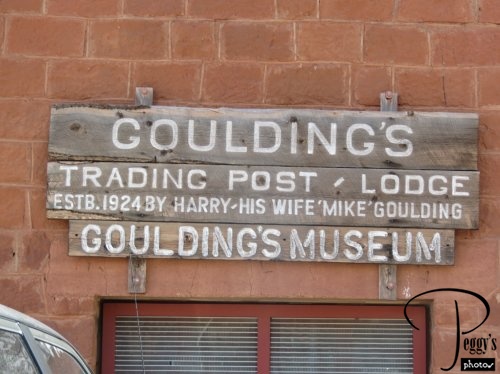 GOULDING'S
TRADING POST - LODGE
ESTB. 1924 BY HARRY-HIS WIFE 'MIKE' GOULDING
GOULDING'S MUSEUM
Peggy's
photos